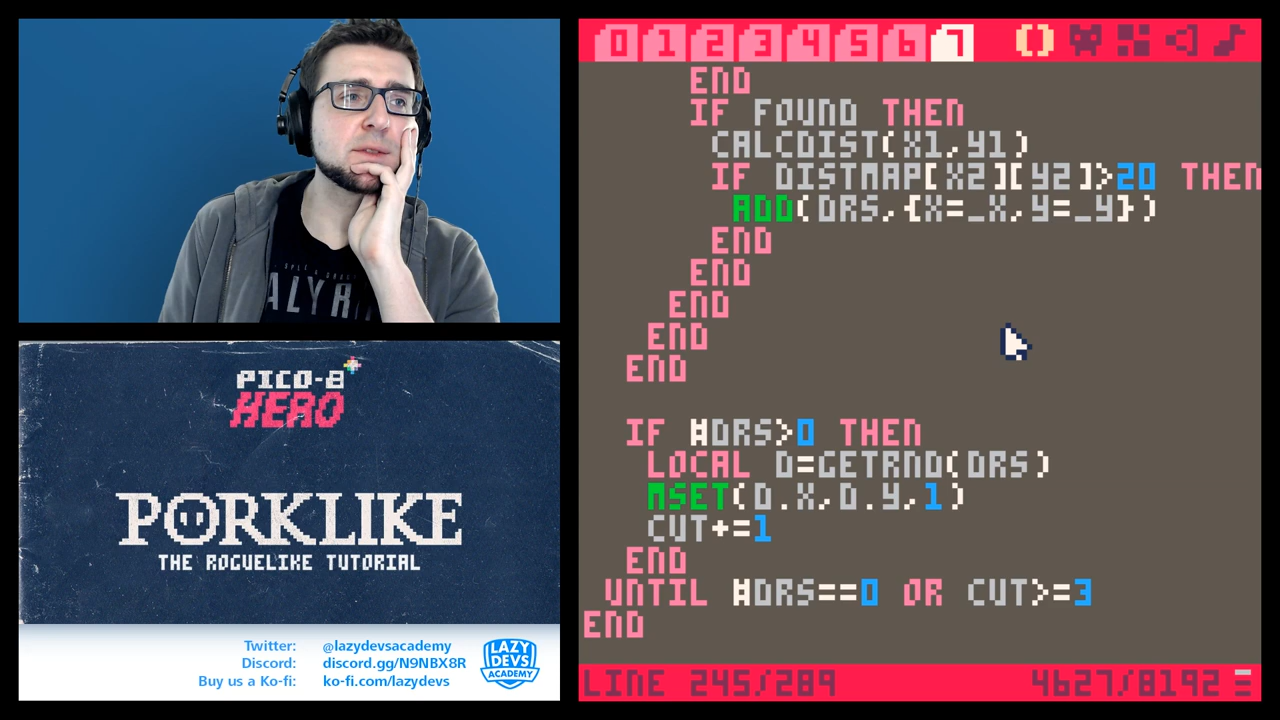 0 1 2 3 4 5 6 7
END
IF FOUND THEN
CALCDIST(X1,Y1)
IF DISTMAP[X2][Y2]>20 THEN
ADD(DRS,{X=_X,Y=_Y})
END
END
END
END
END
IF #DRS>0 THEN
LOCAL D=GETRND(DRS)
MSET(D.X,D.Y,1)
CUT+=1
END
UNTIL #DRS==0 OR CUT>=3
END
LINE 245/289 4627/8192
ALYR
PICO-8
HERO
PORKLIKE
THE ROGUELIKE TUTORIAL
Twitter: @lazydevsacademy
Discord: discord.gg/N9NBX8R
Buy us a Ko-fi: ko-fi.com/lazydevs
LAZY
DEVS
ACADEMY